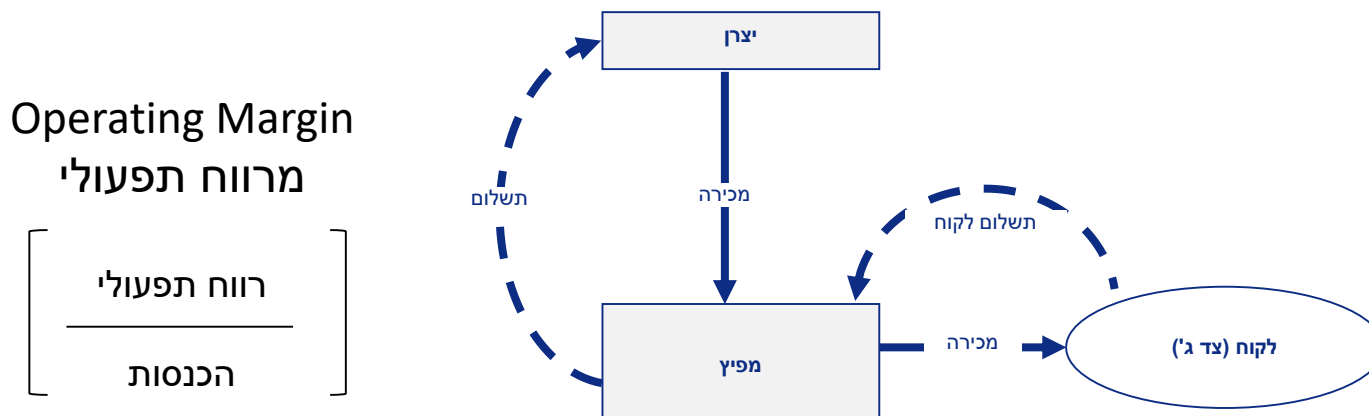 Operating Margin
מרווח תפעולי
רווח תפעולי
הכנסות
יצרן
תשלום
מכירה
תשלום לקוח
מפיץ
מכירה
לקוח (צד ג')